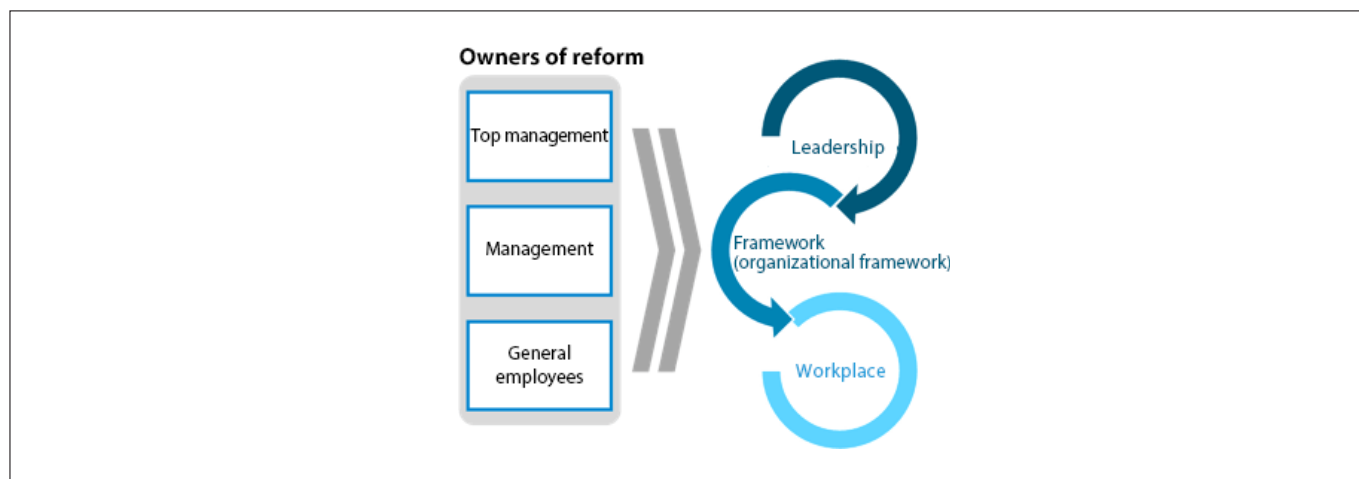 Owners of reform
Top management
Management
General
employees
Leadership
Framework
(organizational framework)
Workplace